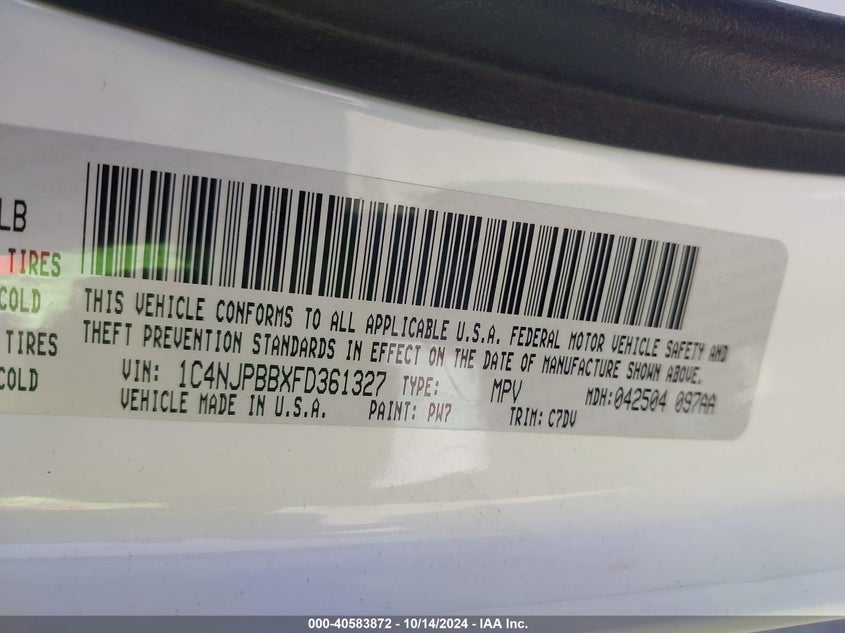 LB
TIRES
COLD
TIRES
COLD
THIS VEHICLE CONFORMS TO ALL APPLICABLE U.S.A. FEDERAL MOTOR VEHICLE SAFETY AND
THEFT PREVENTION STANDARDS IN EFFECT ON THE DATE OF MANUFACTURE SHOWN ABOVE.
VIN: 1C4NJPBBXFD361327 TYPE: MPV MDH:042504 097AA
VEHICLE MADE IN U.S.A. PAINT: PW7 TRIM: C7DV
000-40583872 - 10/14/2024 - IAA Inc.